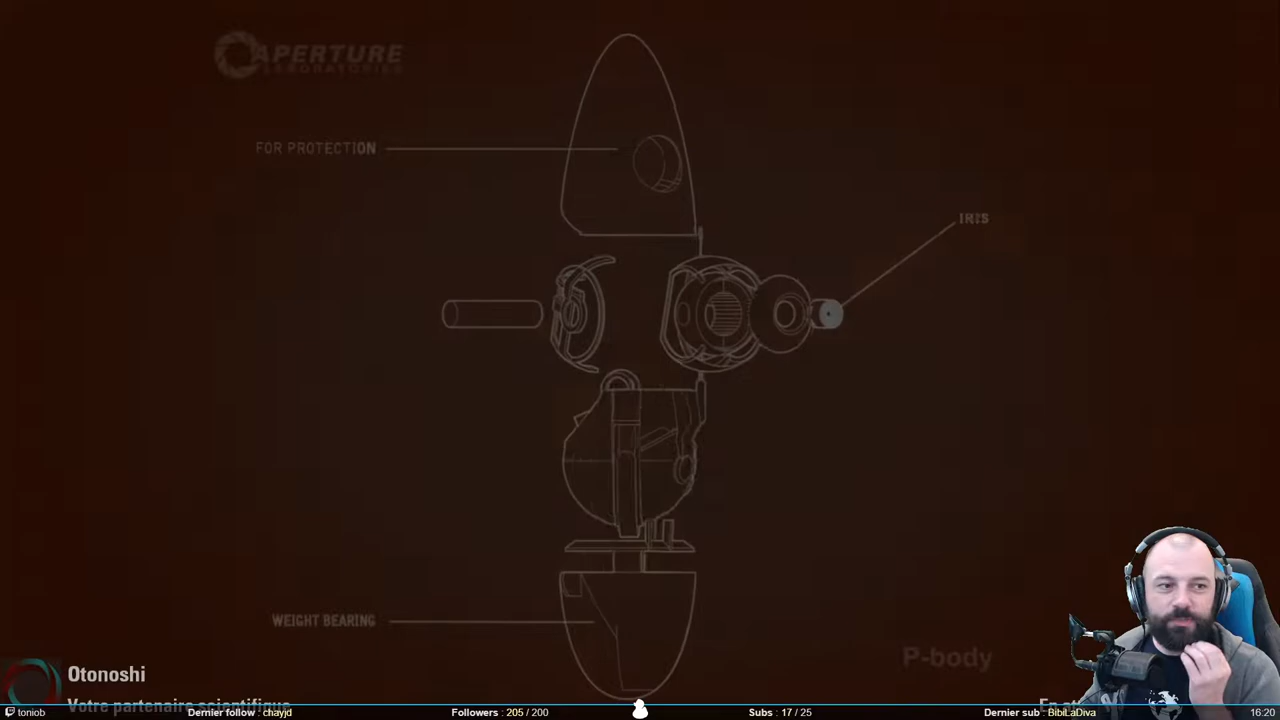 APERTURE
LABORATORIES
FOR PROTECTION
IRIS
WEIGHT BEARING
P-body
Otonoshi
Votre partenaire scientifique
toniob
Dernier follow : chayjd
Followers : 205 / 200
Subs : 17 / 25
Dernier sub : BibiLaDiva
16:20